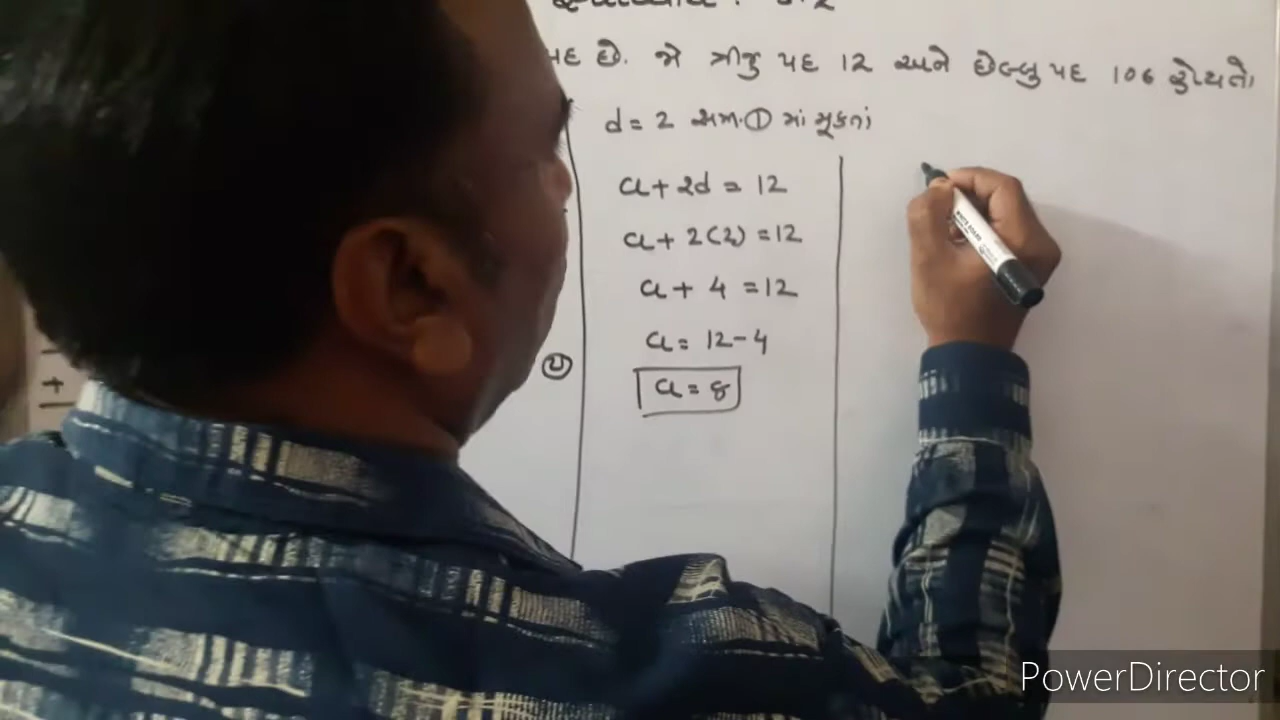 પદ છે. જો ત્રીજુ પદ 12 અને છેલ્લુ પદ 106 હોય તો
d = 2 સમ.① માં મૂકતાં
a + 2d = 12
a + 2(2) = 12
a + 4 = 12
a = 12 - 4
a = 8
PowerDirector